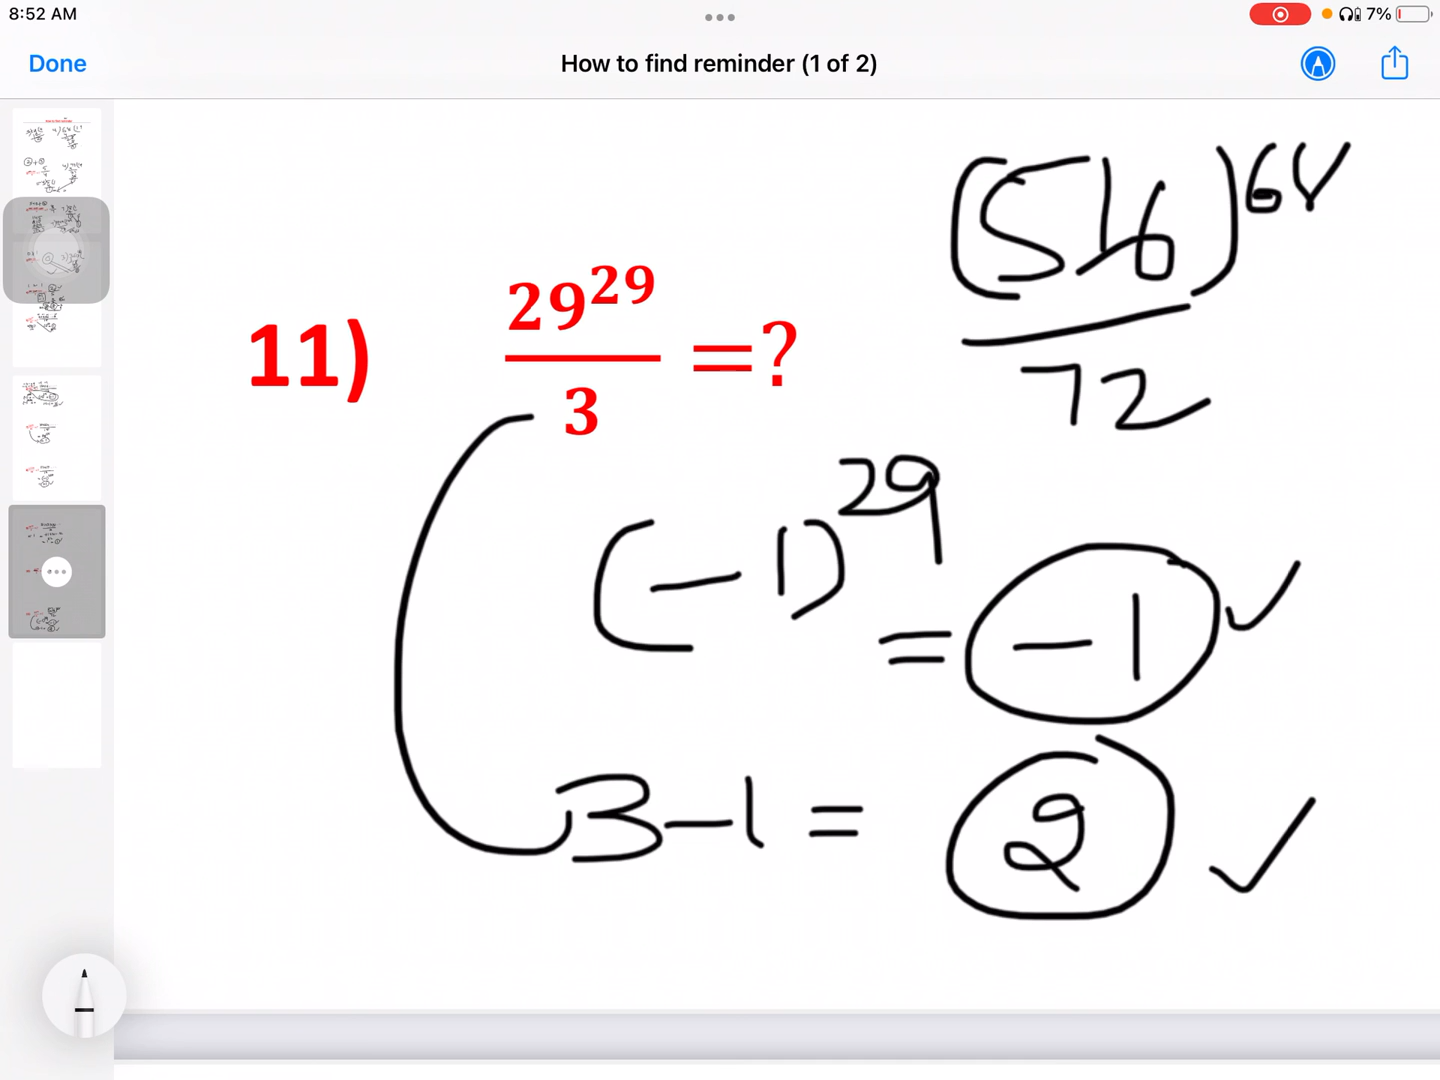 8:52 AM
7%
Done
How to find reminder (1 of 2)
(516)^64
72
11) 29^29 / 3 =?
(-1)^29 = -1
3-1 = 2